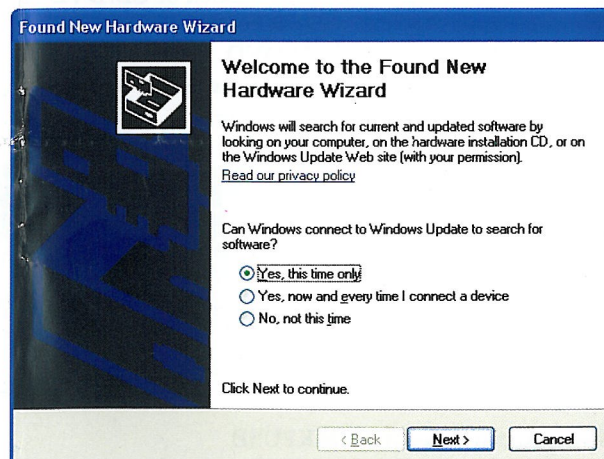 Found New Hardware Wizard
Welcome to the Found New
Hardware Wizard
Windows will search for current and updated software by
looking on your computer, on the hardware installation CD, or on
the Windows Update Web site (with your permission).
Read our privacy policy
Can Windows connect to Windows Update to search for
software?
Yes, this time only
Yes, now and every time I connect a device
No, not this time
Click Next to continue.
< Back
Next >
Cancel